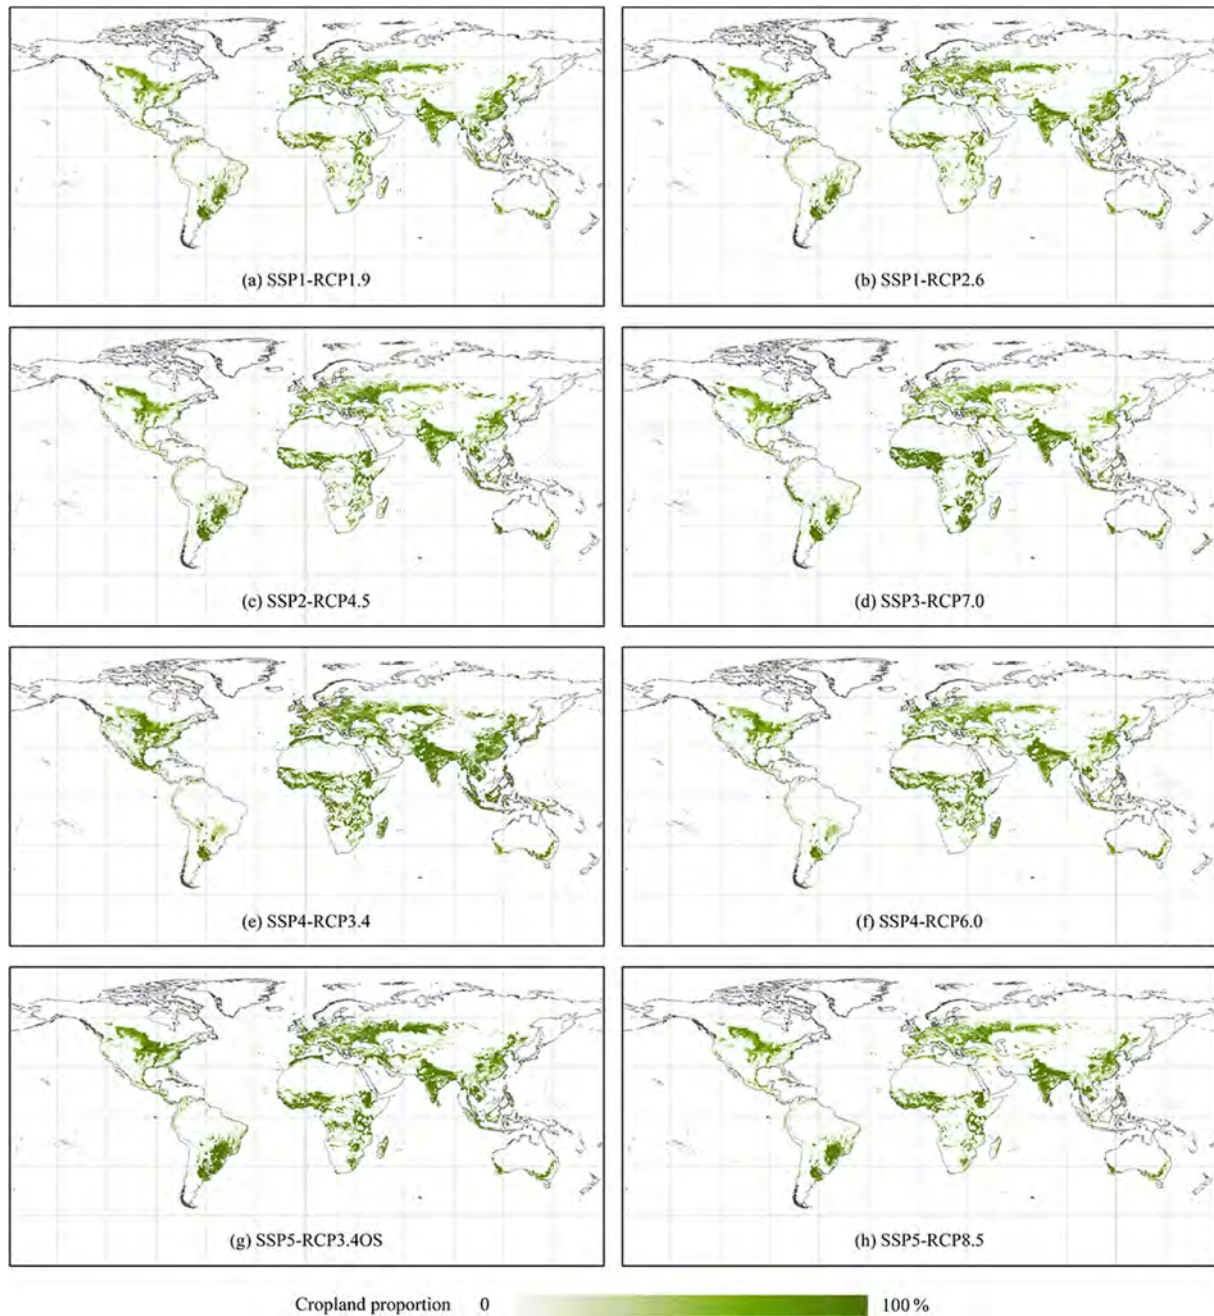 (a) SSP1-RCP1.9
(b) SSP1-RCP2.6
(c) SSP2-RCP4.5
(d) SSP3-RCP7.0
(e) SSP4-RCP3.4
(f) SSP4-RCP6.0
(g) SSP5-RCP3.4OS
(h) SSP5-RCP8.5
Cropland proportion 0 100 %